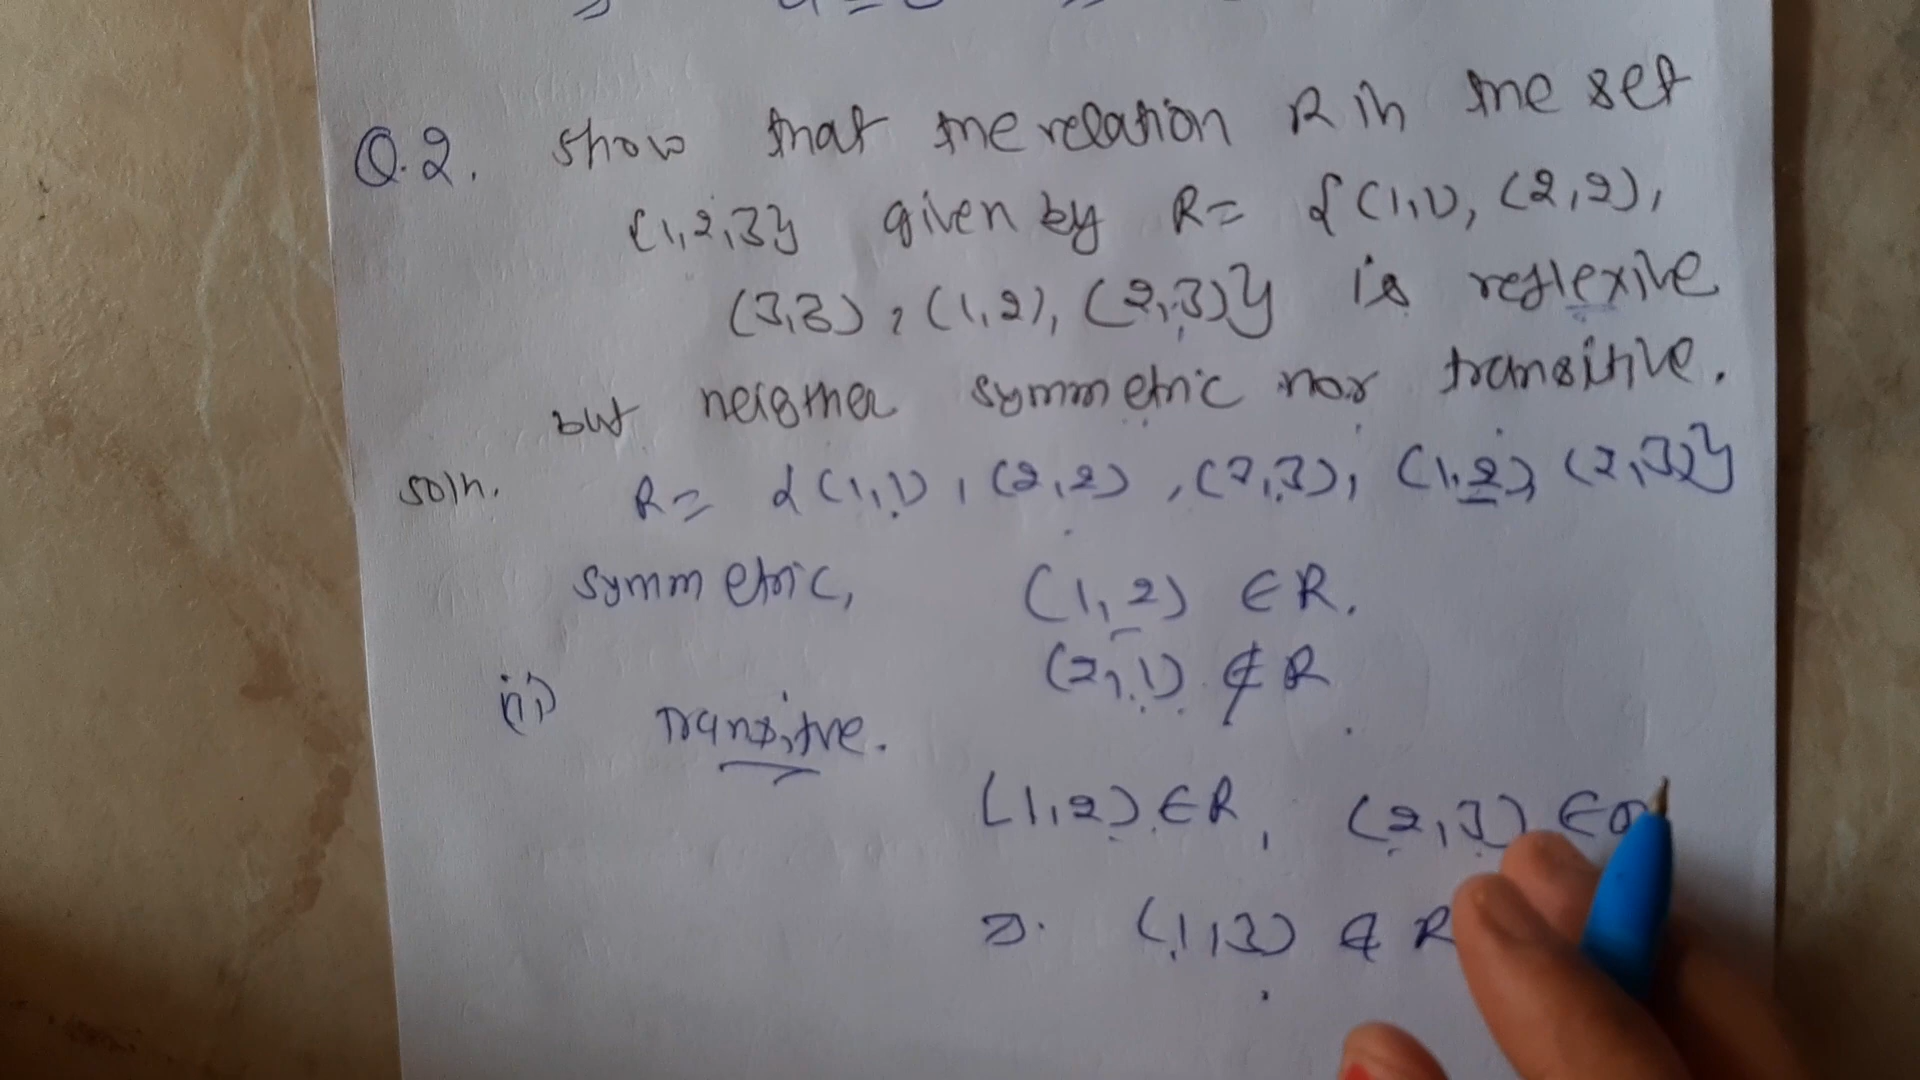 Q.2. Show that the relation R in the set
{1,2,3} given by R= {(1,1), (2,2),
(3,3), (1,2), (2,3)} is reflexive
but neigther symmetric nor transitive.
soln. R= {(1,1), (2,2), (3,3), (1,2), (2,3)}
symmetric, (1,2) ∈R.
(2,1) ∉ R
(ii) Transitve.
(1,2) ∈R, (2,3) ∈
⇒. (1,3) ∉ R